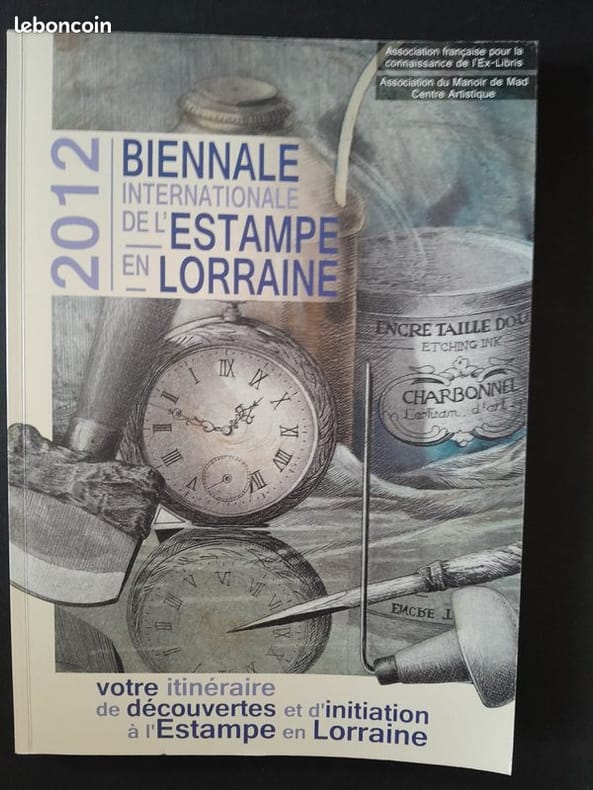 leboncoin
Association française pour la
connaissance de l'Ex-Libris
Association du Manoir de Mad
Centre Artistique
2012
BIENNALE
INTERNATIONALE
DE L'ESTAMPE
EN LORRAINE
ENCRE TAILLE DOU
ETCHING INK
CHARBONNEL
L'artisan.. d'art
votre itinéraire
de découvertes et d'initiation
à l'Estampe en Lorraine